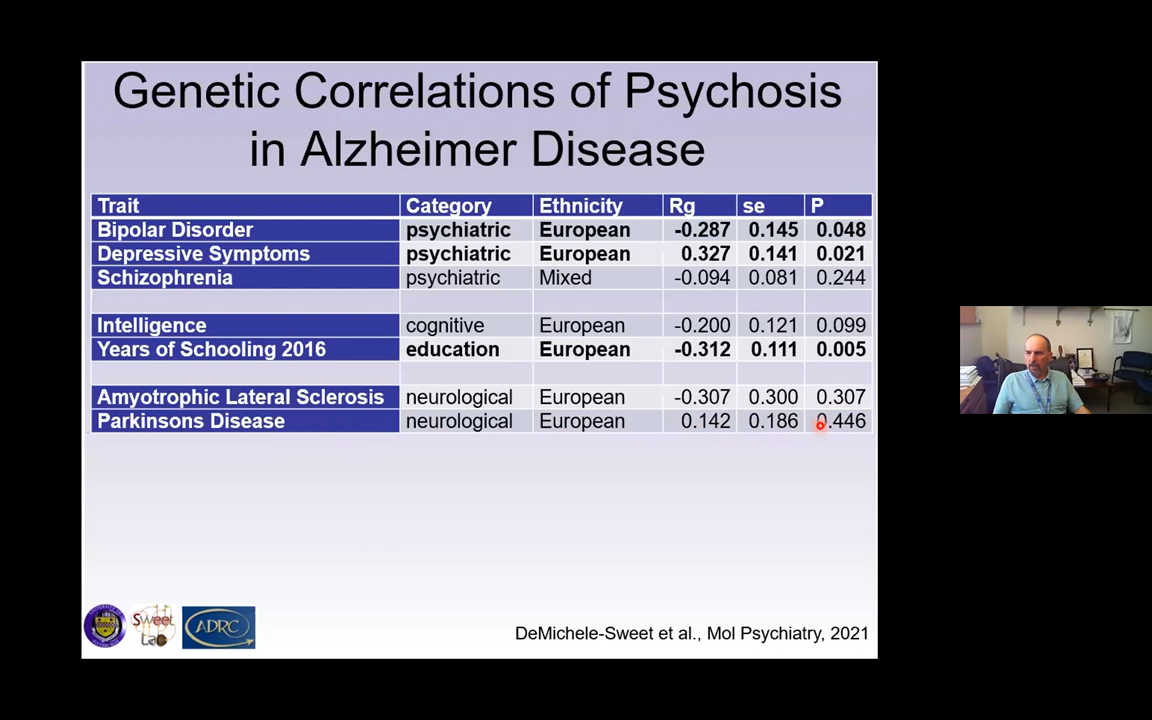 Genetic Correlations of Psychosis
in Alzheimer Disease
Trait Category Ethnicity Rg se P
Bipolar Disorder psychiatric European -0.287 0.145 0.048
Depressive Symptoms psychiatric European 0.327 0.141 0.021
Schizophrenia psychiatric Mixed -0.094 0.081 0.244
Intelligence cognitive European -0.200 0.121 0.099
Years of Schooling 2016 education European -0.312 0.111 0.005
Amyotrophic Lateral Sclerosis neurological European -0.307 0.300 0.307
Parkinsons Disease neurological European 0.142 0.186 0.446
Sweet
Lab
ADRC
DeMichele-Sweet et al., Mol Psychiatry, 2021